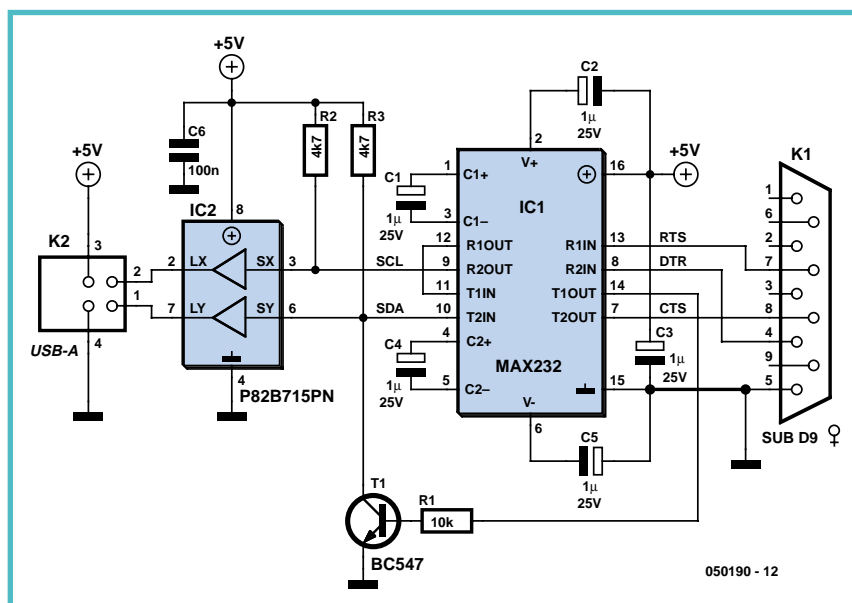 +5V
C2
1μ
25V
R2
R3
4k7
4k7
C6
100n
+5V
2
V+
16
+5V
K1
C1
1μ
25V
1
C1+
3
C1–
IC1
IC2
8
K2
3
2
1
4
USB-A
2
LX
SX
3
7
LY
SY
6
4
P82B715PN
SCL
SDA
12
R1OUT
9
R2OUT
11
T1IN
10
T2IN
4
C2+
5
C2–
R1IN
13
RTS
R2IN
8
DTR
T1OUT
14
T2OUT
7
CTS
MAX232
15
V-
6
C4
1μ
25V
C3
1μ
25V
C5
1μ
25V
1
6
2
7
3
8
4
9
5
SUB D9 ♀
T1
R1
10k
BC547
050190 - 12